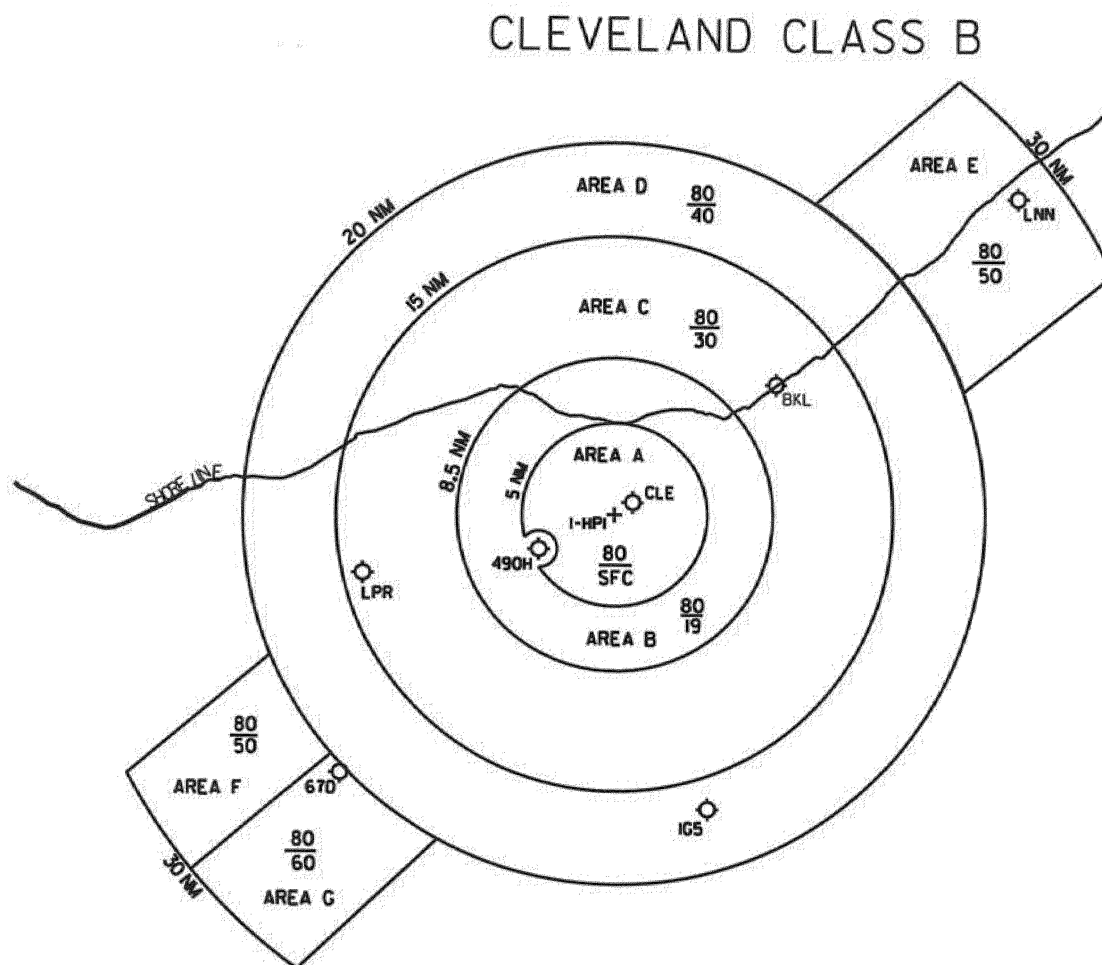 CLEVELAND CLASS B
AREA D
80
40
20 NM
AREA E
30 NM
LNN
80
50
15 NM
AREA C
80
30
BKL
SHORE LINE
8.5 NM
5 NM
AREA A
CLE
I-HPI
490H
80
SFC
LPR
80
19
AREA B
80
50
AREA F
67D
80
60
30 NM
AREA G
1G5